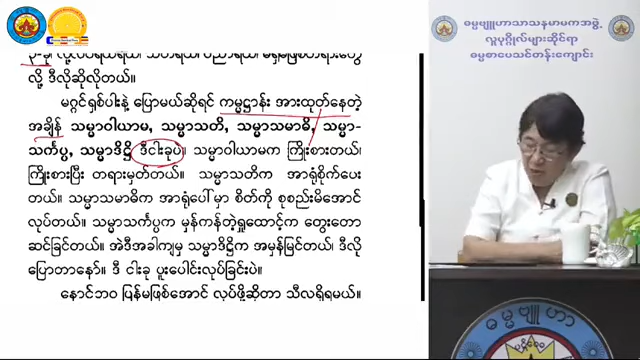 လို့ ဒီလိုဆိုလိုတယ်။
မဂ္ဂင်ရှစ်ပါးနဲ့ ပြောမယ်ဆိုရင် ကမ္မဋ္ဌာန်း အားထုတ်နေတဲ့
အချိန် သမ္မာဝါယာမ, သမ္မာသတိ, သမ္မာသမာဓိ, သမ္မာ-
သင်္ကပ္ပ, သမ္မာဒိဋ္ဌိ ဒီငါးခုပဲ၊ သမ္မာဝါယာမက ကြိုးစားတယ်၊
ကြိုးစားပြီး တရားမှတ်တယ်။ သမ္မာသတိက အာရုံစိုက်ပေး
တယ်။ သမ္မာသမာဓိက အာရုံပေါ်မှာ စိတ်ကို စုစည်းမိအောင်
လုပ်တယ်။ သမ္မာသင်္ကပ္ပက မှန်ကန်တဲ့ရှုထောင့်က တွေးတော
ဆင်ခြင်တယ်။ အဲဒီအခါကျမှ သမ္မာဒိဋ္ဌိက အမှန်မြင်တယ်၊ ဒီလို
ပြောတာနော်။ ဒီ ငါးခု ပူးပေါင်းလုပ်ခြင်းပဲ။
နောင်ဘဝ ပြန်မဖြစ်အောင် လုပ်ဖို့ဆိုတာ သီလရှိရမယ်။
ဓမ္မဗျူဟာသာသနာမာမကအဖွဲ့
လူပုဂ္ဂိုလ်များဆိုင်ရာ
ဓမ္မစာပေသင်တန်းကျောင်း
ဓမ္မဗျူဟာ